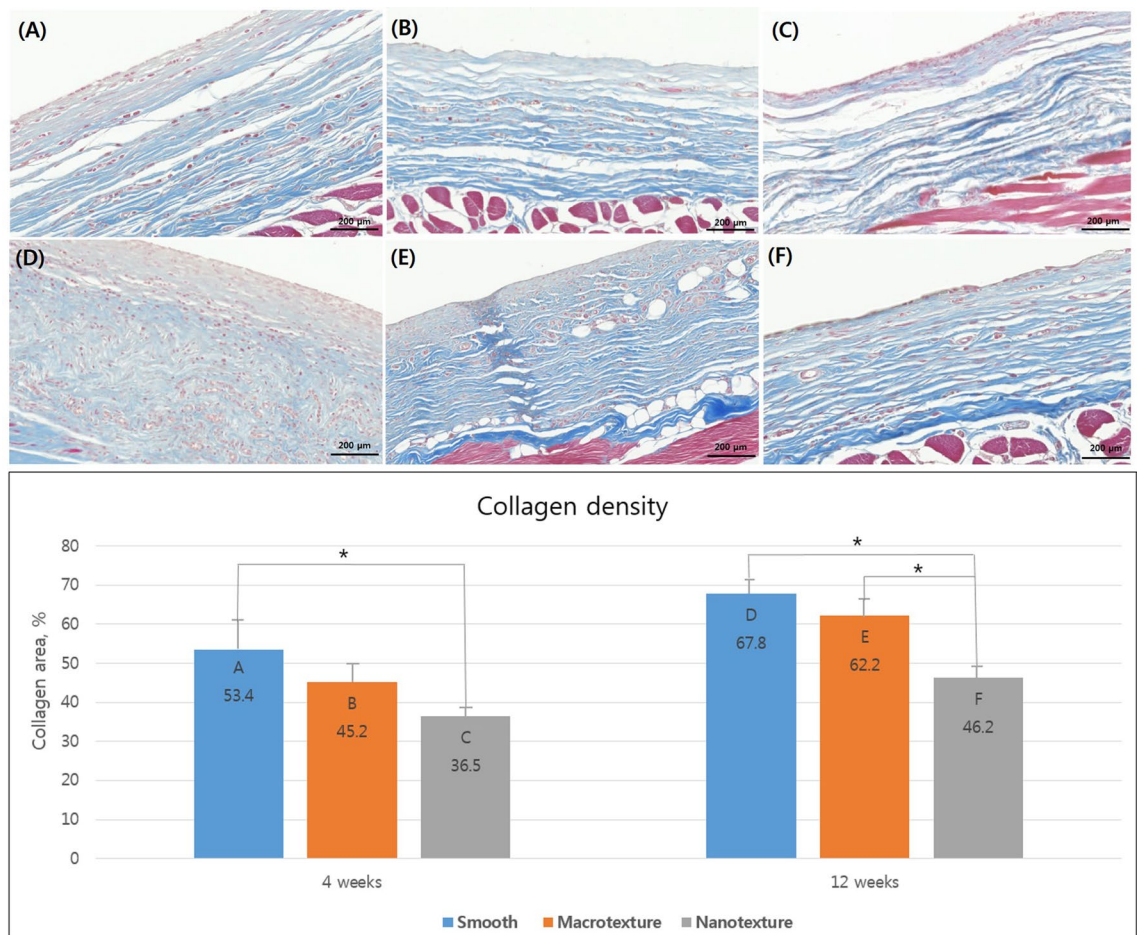 (A)
(B)
(C)
200 µm
200 µm
200 µm
(D)
(E)
(F)
200 µm
200 µm
200 µm
Collagen density
Collagen area, %
80
70
60
50
40
30
20
10
0
*
*
*
A
53.4
B
45.2
C
36.5
D
67.8
E
62.2
F
46.2
4 weeks
12 weeks
Smooth Macrotexture Nanotexture